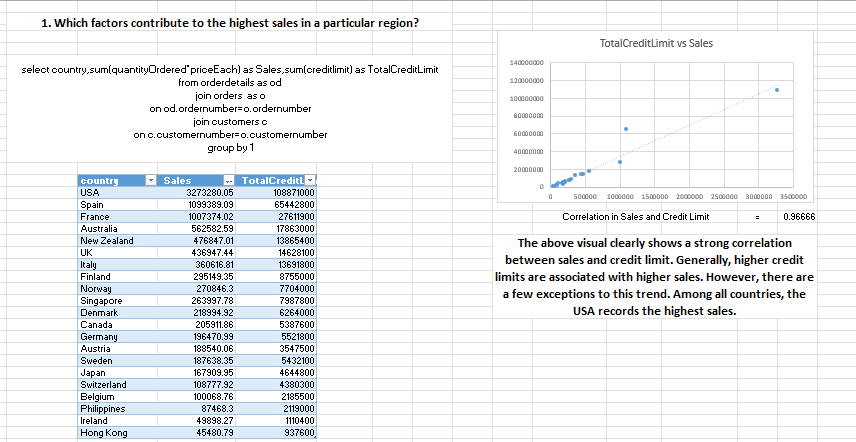 1. Which factors contribute to the highest sales in a particular region?
select country,sum(quantityOrdered*priceEach) as Sales,sum(creditlimit) as TotalCreditLimit
from orderdetails as od
join orders as o
on od.ordernumber=o.ordernumber
join customers c
on c.customernumber=o.customernumber
group by 1
country Sales TotalCreditL
USA 3273280.05 108871000
Spain 1099389.09 65442800
France 1007374.02 27611900
Australia 562582.59 17863000
New Zealand 476847.01 13865400
UK 436947.44 14628100
Italy 360616.81 13691800
Finland 295149.35 8755000
Norway 270846.3 7704000
Singapore 263997.78 7987800
Denmark 218994.92 6264000
Canada 205911.86 5387600
Germany 196470.99 5521800
Austria 188540.06 3547500
Sweden 187638.35 5432100
Japan 167909.95 4644800
Switzerland 108777.92 4380300
Belgium 100068.76 2185500
Philippines 87468.3 2119000
Ireland 49898.27 1110400
Hong Kong 45480.79 937600
TotalCreditLimit vs Sales
140000000
120000000
100000000
80000000
60000000
40000000
20000000
0
0 500000 1000000 1500000 2000000 2500000 3000000 3500000
Correlation in Sales and Credit Limit = 0.96666
The above visual clearly shows a strong correlation
between sales and credit limit. Generally, higher credit
limits are associated with higher sales. However, there are
a few exceptions to this trend. Among all countries, the
USA records the highest sales.